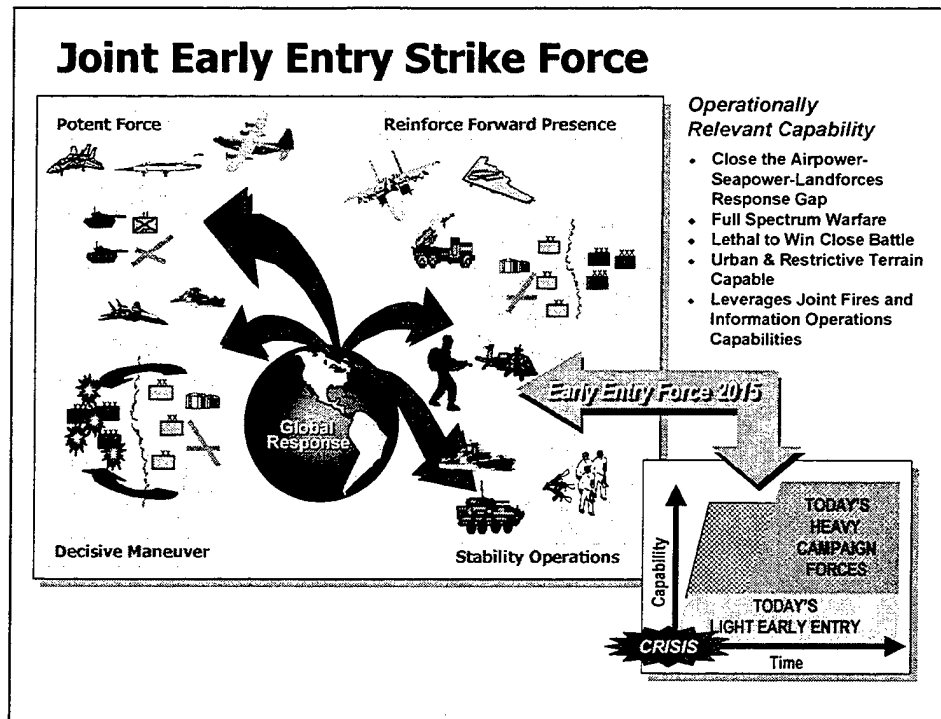 Joint Early Entry Strike Force
Potent Force
Reinforce Forward Presence
Global
Response
Decisive Maneuver
Stability Operations
Operationally
Relevant Capability
Close the Airpower-
Seapower-Landforces
Response Gap
Full Spectrum Warfare
Lethal to Win Close Battle
Urban & Restrictive Terrain
Capable
Leverages Joint Fires and
Information Operations
Capabilities
Early Entry Force 2015
Capability
TODAY'S
HEAVY
CAMPAIGN
FORCES
TODAY'S
LIGHT EARLY ENTRY
CRISIS
Time